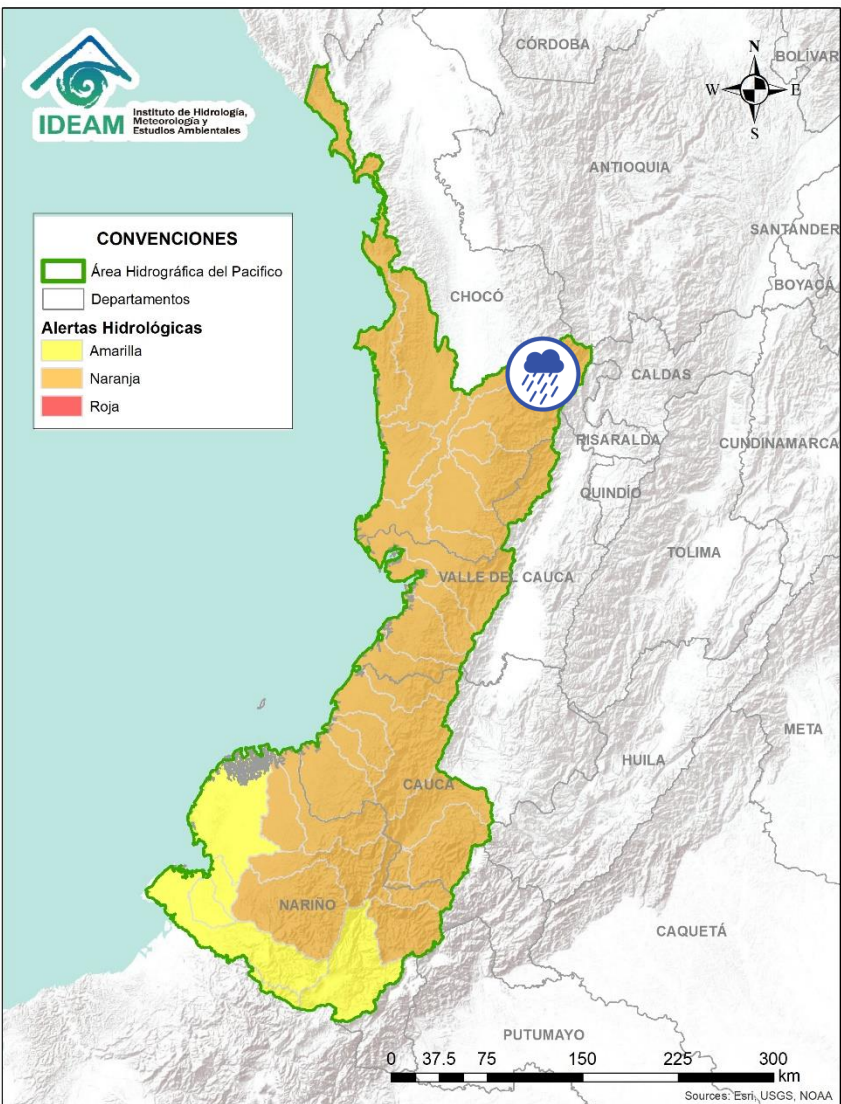 IDEAM
Instituto de Hidrología,
Meteorología y
Estudios Ambientales
CÓRDOBA
BOLÍVAR
N
W
E
S
ANTIOQUIA
SANTANDER
BOYACÁ
CONVENCIONES
Área Hidrográfica del Pacifico
Departamentos
Alertas Hidrológicas
Amarilla
Naranja
Roja
CHOCÓ
CALDAS
RISARALDA
CUNDINAMARCA
QUINDÍO
TOLIMA
VALLE DEL CAUCA
META
HUILA
CAUCA
NARIÑO
CAQUETÁ
PUTUMAYO
0 37.5 75 150 225 300
km
Sources: Esri, USGS, NOAA